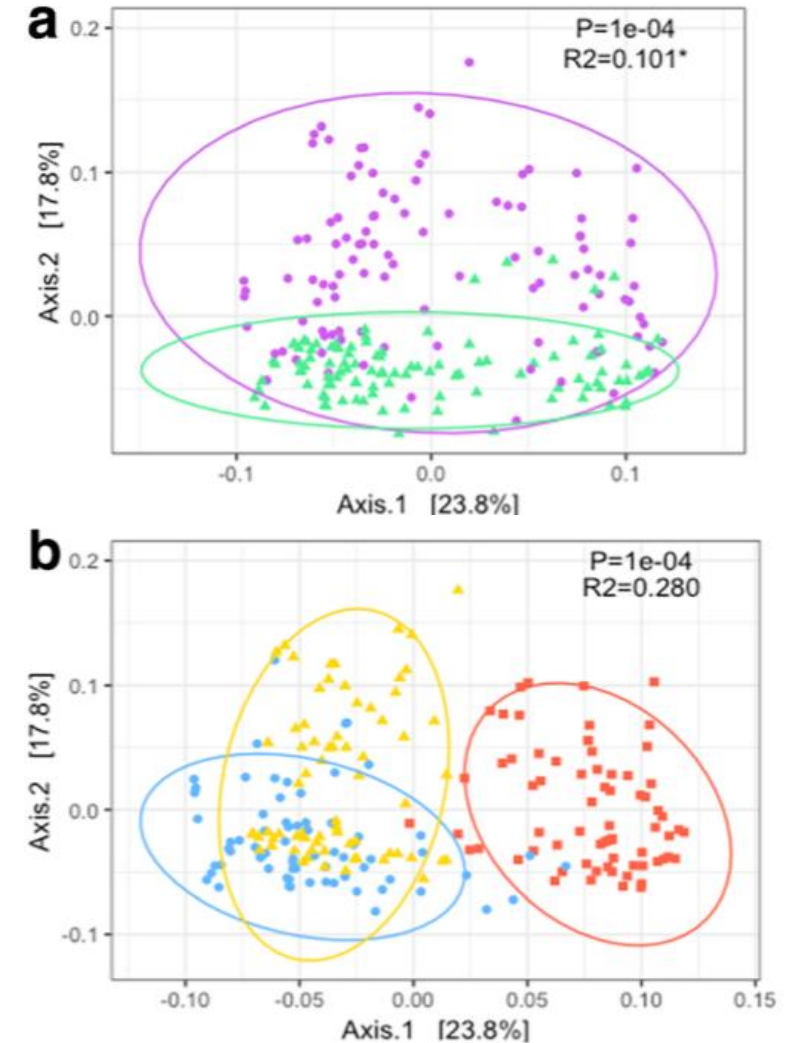 a
P=1e-04
R2=0.101*
0.2
0.1
0.0
Axis.2 [17.8%]
-0.1 0.0 0.1
Axis.1 [23.8%]
b
P=1e-04
R2=0.280
0.2
0.1
0.0
-0.1
Axis.2 [17.8%]
-0.10 -0.05 0.00 0.05 0.10 0.15
Axis.1 [23.8%]